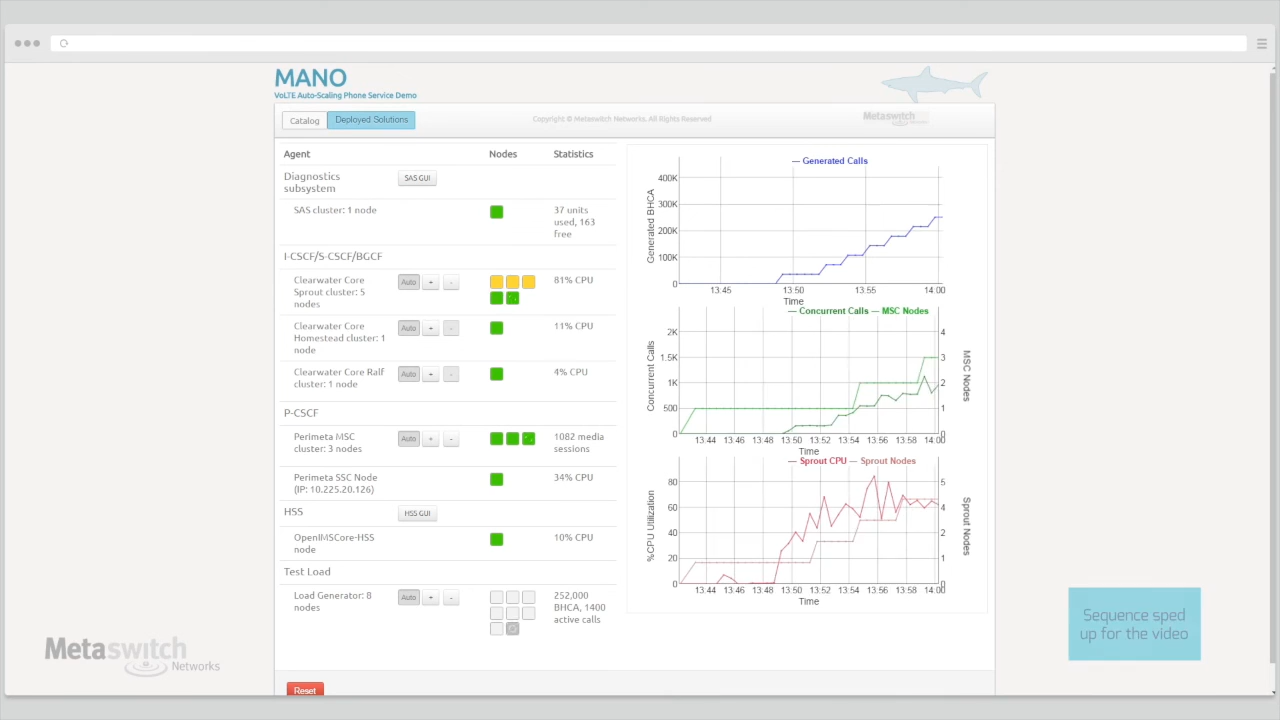 MANO
VoLTE Auto-Scaling Phone Service Demo
Catalog
Deployed Solutions
Copyright © Metaswitch Networks. All Rights Reserved
Metaswitch
Agent
Nodes
Statistics
Diagnostics
subsystem
SAS GUI
SAS cluster: 1 node
37 units
used, 163
free
I-CSCF/S-CSCF/BGCF
Clearwater Core
Sprout cluster: 5
nodes
Auto + -
81% CPU
Clearwater Core
Homestead cluster: 1
node
Auto + -
11% CPU
Clearwater Core Ralf
cluster: 1 node
Auto + -
4% CPU
P-CSCF
Perimeta MSC
cluster: 3 nodes
Auto + -
1082 media
sessions
Perimeta SSC Node
(IP: 10.225.20.126)
34% CPU
HSS
HSS GUI
OpenIMSCore-HSS
node
10% CPU
Test Load
Load Generator: 8
nodes
Auto + -
252,000
BHCA, 1400
active calls
Reset
— Generated Calls
Generated BHCA
400K
300K
200K
100K
0
13.45 13.50 13.55 14.00
Time
— Concurrent Calls — MSC Nodes
Concurrent Calls
2K
1.5K
1K
500
0
4
3
2
1
0
MSC Nodes
13.44 13.46 13.48 13.50 13.52 13.54 13.56 13.58 14.00
Time
— Sprout CPU — Sprout Nodes
%CPU Utilization
80
60
40
20
0
5
4
2
1
0
Sprout Nodes
13.44 13.46 13.48 13.50 13.52 13.54 13.56 13.58 14.00
Time
Metaswitch
Networks
Sequence sped
up for the video